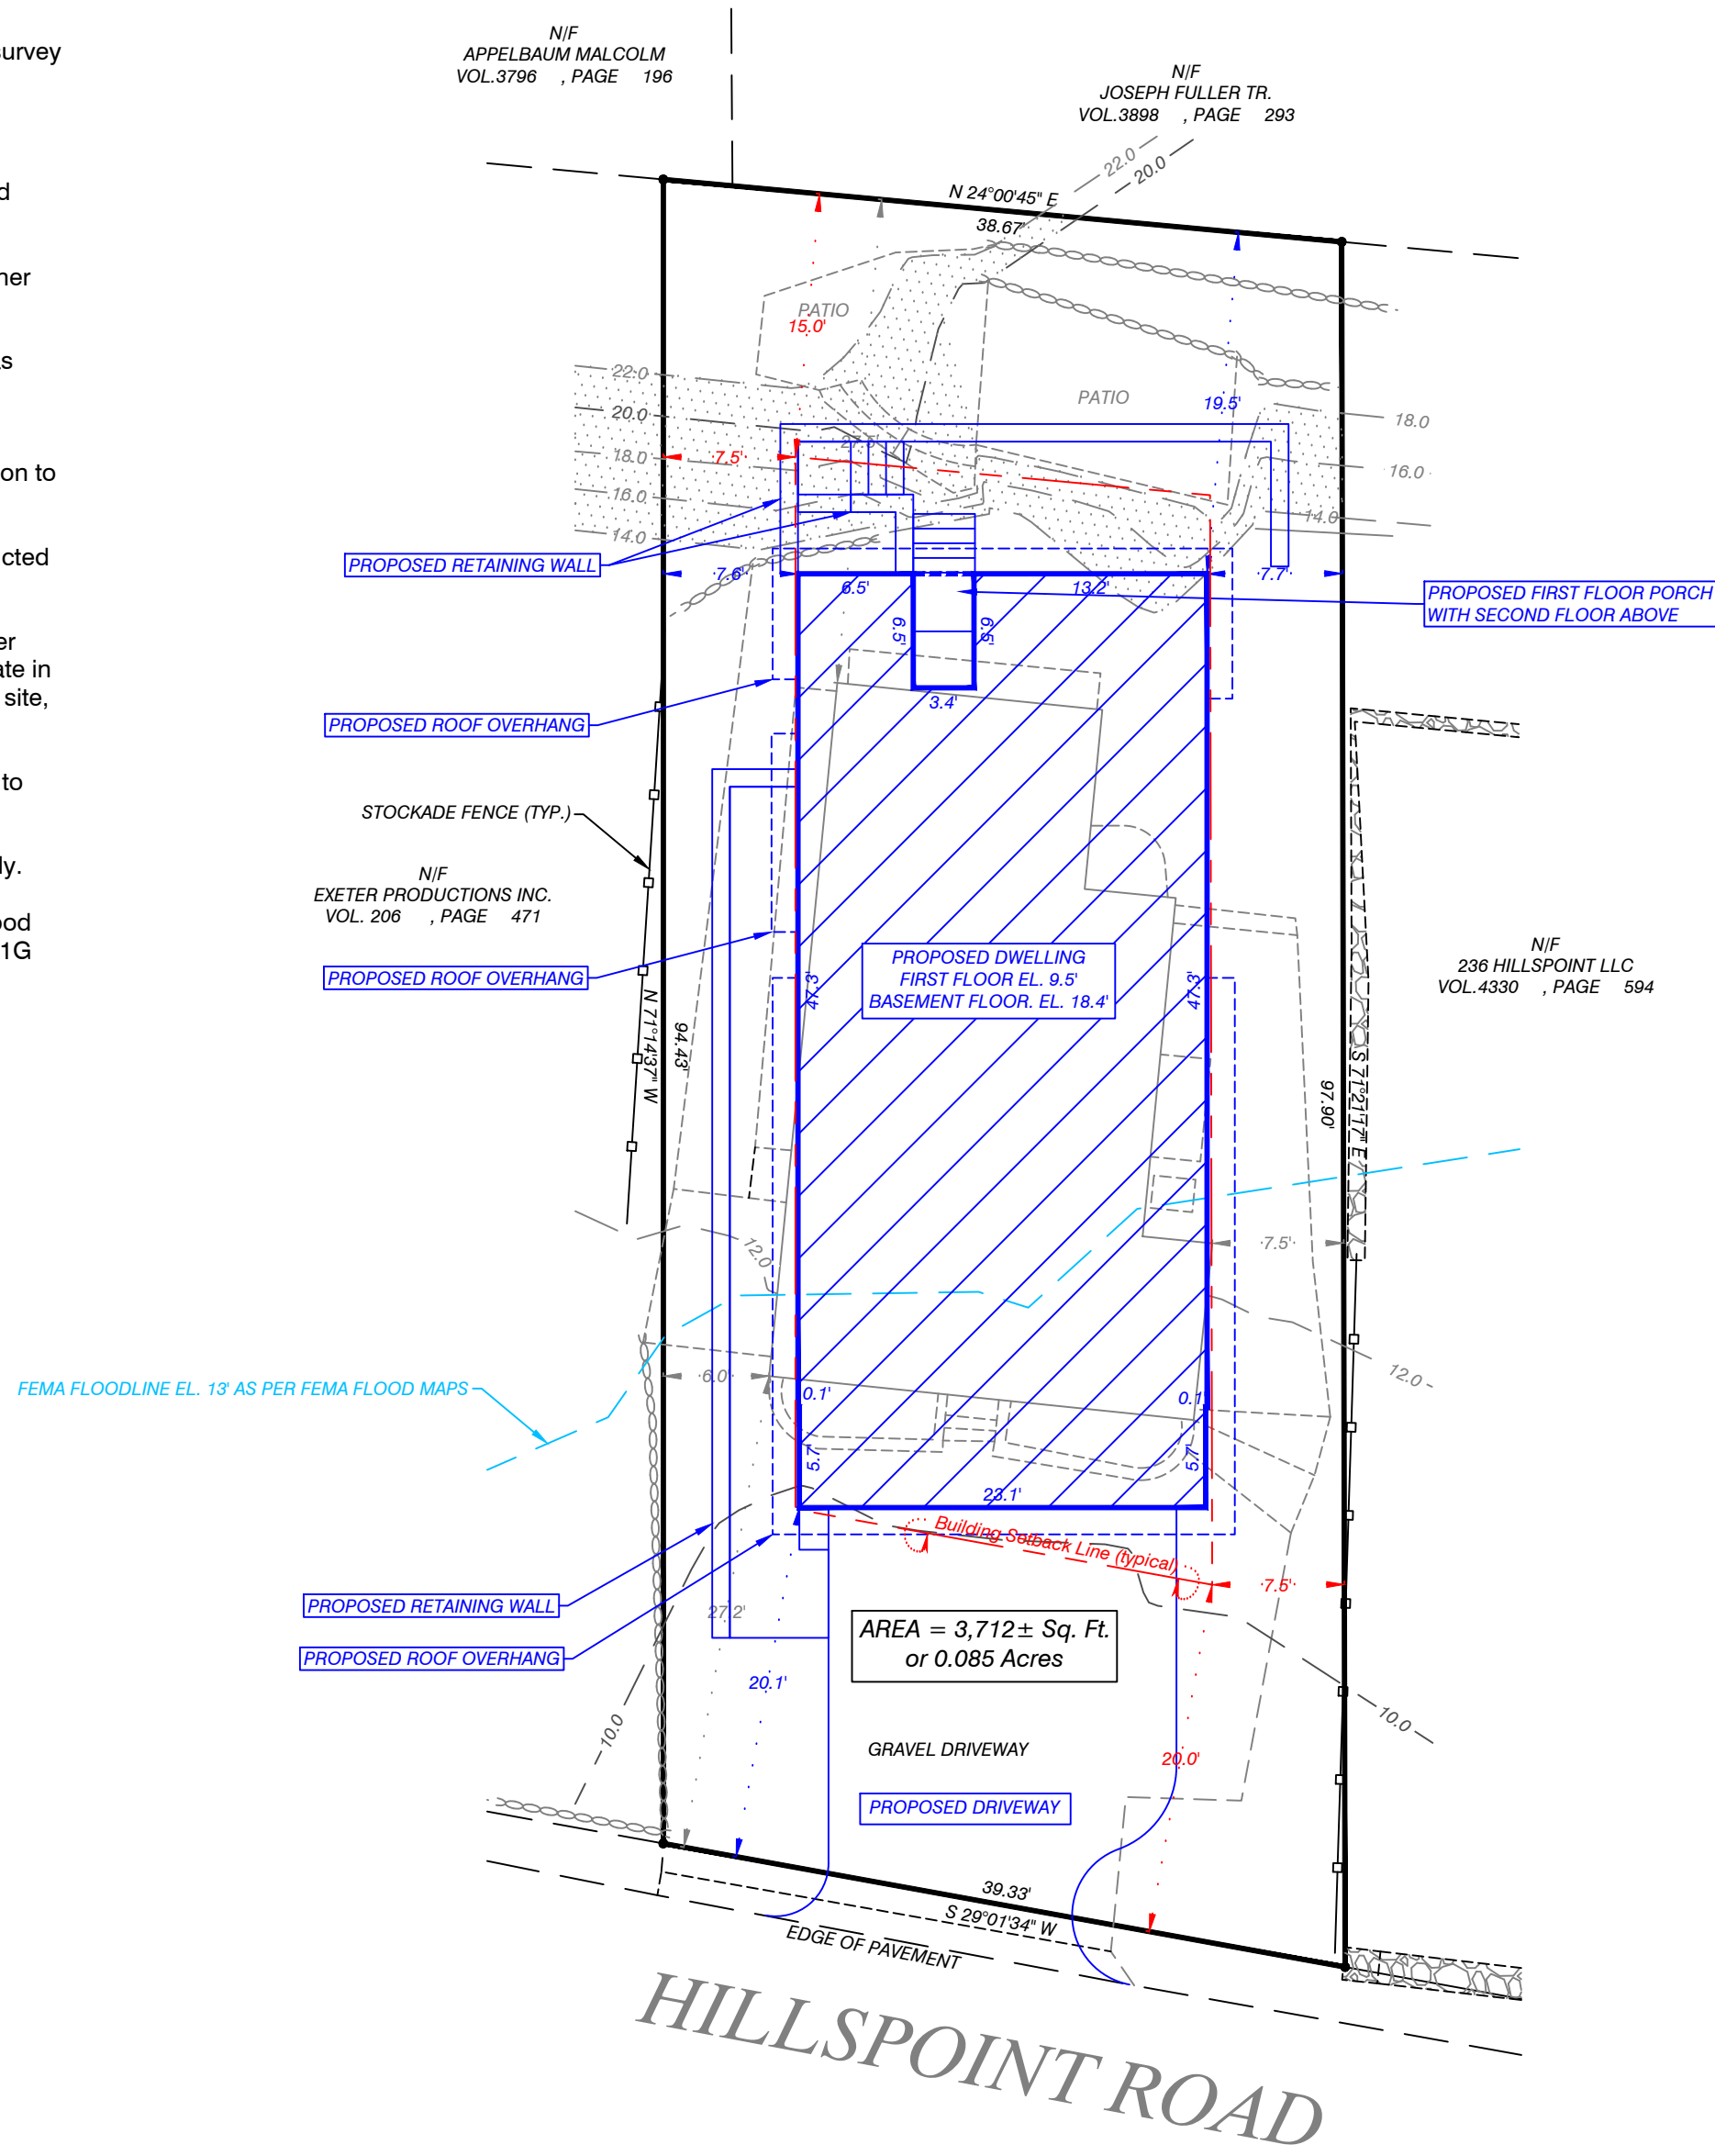 survey
d
ner
as
on to
cted
er
ate in
site,
to
ly.
ood
1G
N/F
APPELBAUM MALCOLM
VOL.3796 , PAGE 196
N/F
JOSEPH FULLER TR.
VOL.3898 , PAGE 293
22.0
20.0
N 24°00'45" E
38.67'
PATIO
15.0'
PATIO
19.5'
22.0
20.0
18.0
16.0
14.0
7.5'
18.0
16.0
14.0
PROPOSED RETAINING WALL
7.6'
6.5'
13.2'
7.7'
6.5'
6.5'
3.4'
PROPOSED FIRST FLOOR PORCH
WITH SECOND FLOOR ABOVE
PROPOSED ROOF OVERHANG
STOCKADE FENCE (TYP.)
N/F
EXETER PRODUCTIONS INC.
VOL. 206 , PAGE 471
PROPOSED ROOF OVERHANG
N 71°14'37" W
94.43'
47.3'
PROPOSED DWELLING
FIRST FLOOR EL. 9.5'
BASEMENT FLOOR. EL. 18.4'
47.3'
N/F
236 HILLSPOINT LLC
VOL.4330 , PAGE 594
97.90'
S 71°21'17" E
12.0
7.5'
12.0
FEMA FLOODLINE EL. 13' AS PER FEMA FLOOD MAPS
6.0'
0.1'
0.1'
5.7'
5.7'
23.1'
Building Setback Line (typical)
7.5'
PROPOSED RETAINING WALL
27.2'
PROPOSED ROOF OVERHANG
AREA = 3,712± Sq. Ft.
or 0.085 Acres
20.1'
10.0
10.0
GRAVEL DRIVEWAY
20.0'
PROPOSED DRIVEWAY
39.33'
S 29°01'34" W
EDGE OF PAVEMENT
HILLSPOINT ROAD